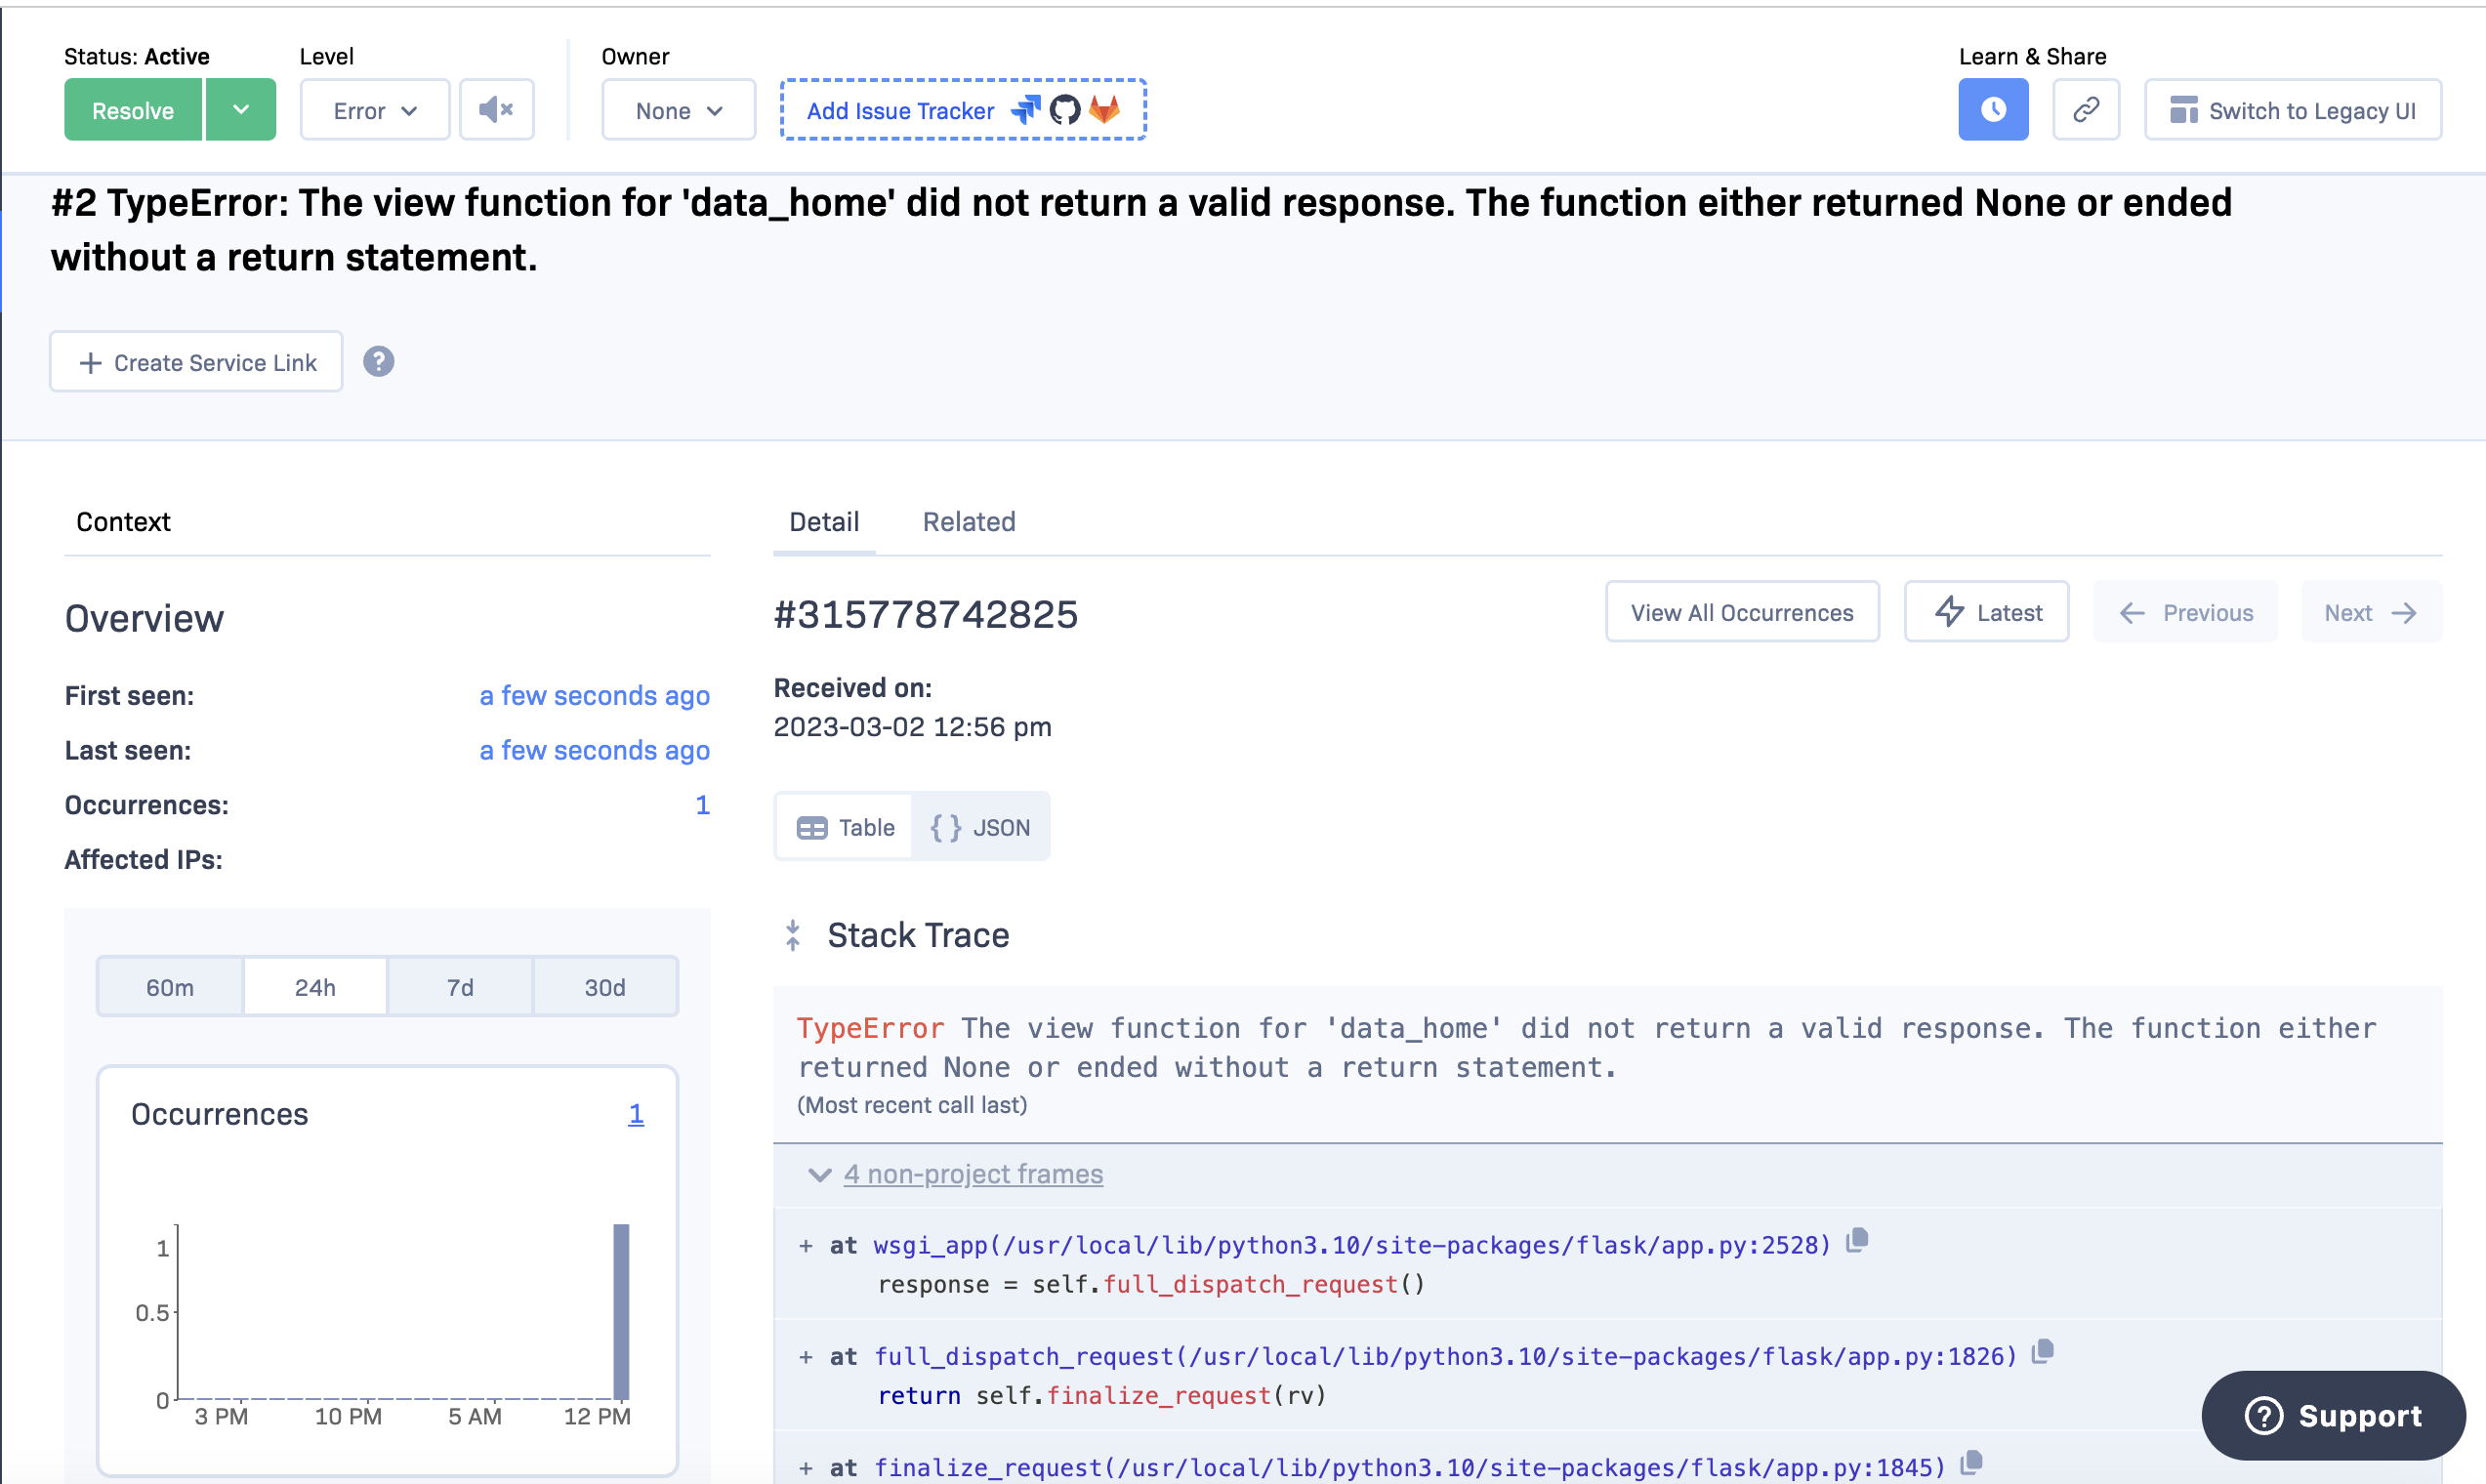 Status: Active
Level
Owner
Learn & Share
Resolve
Error
None
Add Issue Tracker
Switch to Legacy UI
#2 TypeError: The view function for 'data_home' did not return a valid response. The function either returned None or ended
without a return statement.
+ Create Service Link
?
Context
Detail
Related
Overview
#315778742825
View All Occurrences
Latest
← Previous
Next →
First seen:
a few seconds ago
Last seen:
a few seconds ago
Occurrences:
1
Affected IPs:
Received on:
2023-03-02 12:56 pm
Table
{ } JSON
Stack Trace
60m
24h
7d
30d
TypeError The view function for 'data_home' did not return a valid response. The function either
returned None or ended without a return statement.
(Most recent call last)
Occurrences
1
1
0.5
0
3 PM
10 PM
5 AM
12 PM
4 non-project frames
+ at wsgi_app(/usr/local/lib/python3.10/site-packages/flask/app.py:2528)
response = self.full_dispatch_request()
+ at full_dispatch_request(/usr/local/lib/python3.10/site-packages/flask/app.py:1826)
return self.finalize_request(rv)
+ at finalize_request(/usr/local/lib/python3.10/site-packages/flask/app.py:1845)
? Support